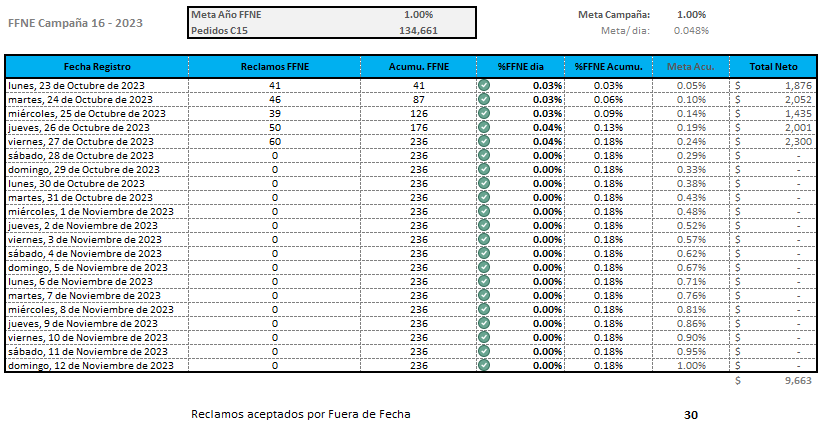 FFNE Campaña 16 - 2023
Meta Año FFNE 1.00% Meta Campaña: 1.00%
Pedidos C15 134,661 Meta/ dia: 0.048%
Fecha Registro Reclamos FFNE Acumu. FFNE %FFNE dia %FFNE Acumu. Meta Acu. Total Neto
lunes, 23 de Octubre de 2023 41 41 0.03% 0.03% 0.05% $ 1,876
martes, 24 de Octubre de 2023 46 87 0.03% 0.06% 0.10% $ 2,052
miércoles, 25 de Octubre de 2023 39 126 0.03% 0.09% 0.14% $ 1,435
jueves, 26 de Octubre de 2023 50 176 0.04% 0.13% 0.19% $ 2,001
viernes, 27 de Octubre de 2023 60 236 0.04% 0.18% 0.24% $ 2,300
sábado, 28 de Octubre de 2023 0 236 0.00% 0.18% 0.29% $ -
domingo, 29 de Octubre de 2023 0 236 0.00% 0.18% 0.33% $ -
lunes, 30 de Octubre de 2023 0 236 0.00% 0.18% 0.38% $ -
martes, 31 de Octubre de 2023 0 236 0.00% 0.18% 0.43% $ -
miércoles, 1 de Noviembre de 2023 0 236 0.00% 0.18% 0.48% $ -
jueves, 2 de Noviembre de 2023 0 236 0.00% 0.18% 0.52% $ -
viernes, 3 de Noviembre de 2023 0 236 0.00% 0.18% 0.57% $ -
sábado, 4 de Noviembre de 2023 0 236 0.00% 0.18% 0.62% $ -
domingo, 5 de Noviembre de 2023 0 236 0.00% 0.18% 0.67% $ -
lunes, 6 de Noviembre de 2023 0 236 0.00% 0.18% 0.71% $ -
martes, 7 de Noviembre de 2023 0 236 0.00% 0.18% 0.76% $ -
miércoles, 8 de Noviembre de 2023 0 236 0.00% 0.18% 0.81% $ -
jueves, 9 de Noviembre de 2023 0 236 0.00% 0.18% 0.86% $ -
viernes, 10 de Noviembre de 2023 0 236 0.00% 0.18% 0.90% $ -
sábado, 11 de Noviembre de 2023 0 236 0.00% 0.18% 0.95% $ -
domingo, 12 de Noviembre de 2023 0 236 0.00% 0.18% 1.00% $ -
$ 9,663
Reclamos aceptados por Fuera de Fecha 30